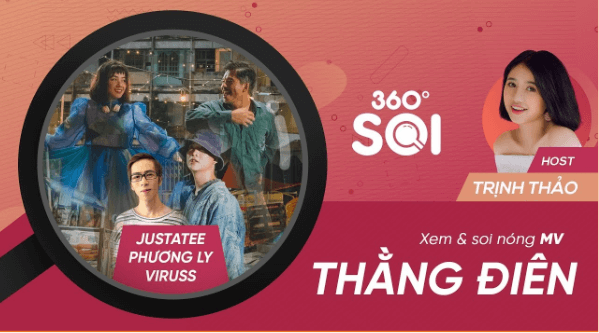 360°
SOI
HOST
TRỊNH THẢO
JUSTATEE
PHƯƠNG LY
VIRUSS
Xem & soi nóng MV
THẰNG ĐIÊN